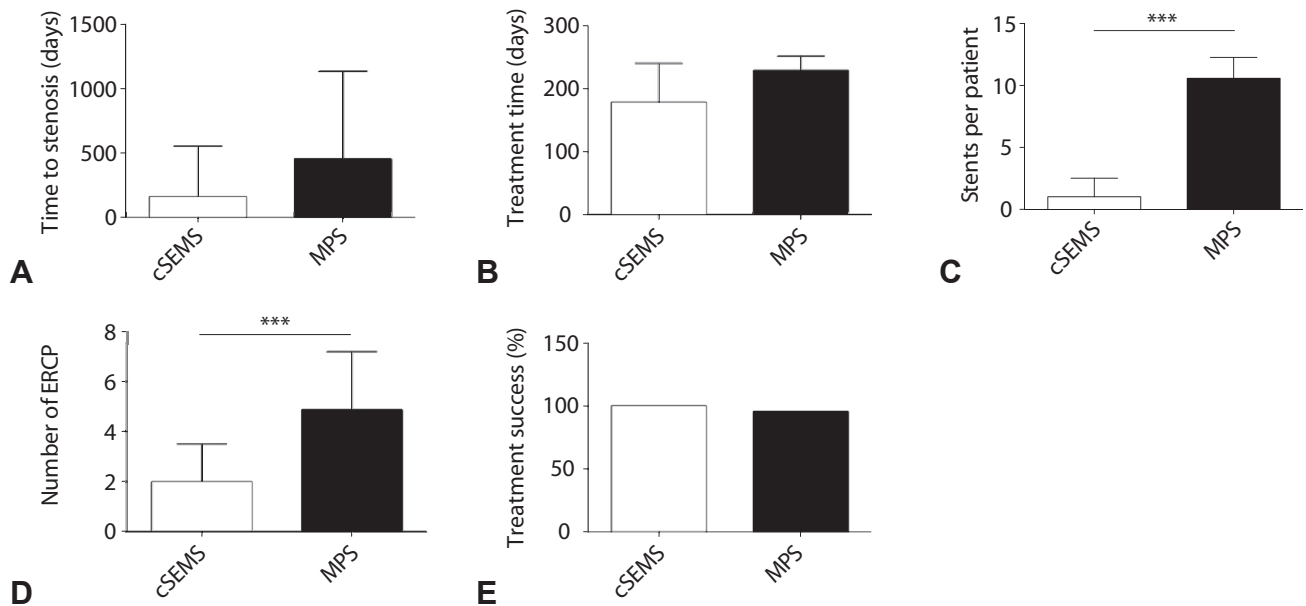 Time to stenosis (days)
1500
1000
500
0
cSEMS
MPS
A
Treatment time (days)
300
200
100
0
cSEMS
MPS
B
Stents per patient
15
10
5
0
***
cSEMS
MPS
C
Number of ERCP
8
6
4
2
0
***
cSEMS
MPS
D
Treatment success (%)
150
100
50
0
cSEMS
MPS
E